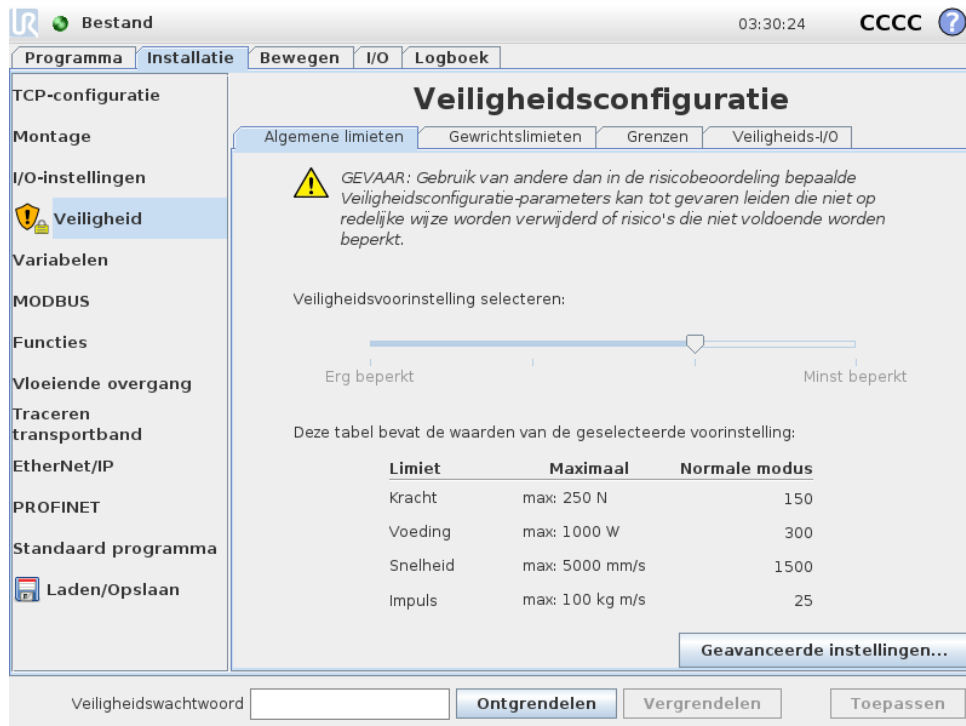 UR Bestand 03:30:24 CCCC ?
Programma Installatie Bewegen I/O Logboek
TCP-configuratie
Montage
I/O-instellingen
Veiligheid
Variabelen
MODBUS
Functies
Vloeiende overgang
Traceren
transportband
EtherNet/IP
PROFINET
Standaard programma
Laden/Opslaan
Veiligheidsconfiguratie
Algemene limieten Gewrichtslimieten Grenzen Veiligheids-I/O
GEVAAR: Gebruik van andere dan in de risicobeoordeling bepaalde
Veiligheidsconfiguratie-parameters kan tot gevaren leiden die niet op
redelijke wijze worden verwijderd of risico's die niet voldoende worden
beperkt.
Veiligheidsvoorinstelling selecteren:
Erg beperkt Minst beperkt
Deze tabel bevat de waarden van de geselecteerde voorinstelling:
Limiet Maximaal Normale modus
Kracht max: 250 N 150
Voeding max: 1000 W 300
Snelheid max: 5000 mm/s 1500
Impuls max: 100 kg m/s 25
Geavanceerde instellingen...
Veiligheidswachtwoord Ontgrendelen Vergrendelen Toepassen